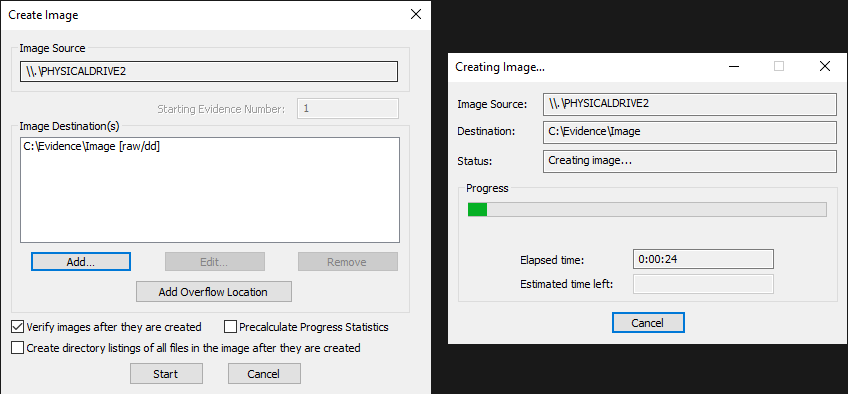 Create Image
Image Source
\\.\PHYSICALDRIVE2
Starting Evidence Number: 1
Image Destination(s)
C:\Evidence\Image [raw/dd]
Add... Edit... Remove
Add Overflow Location
Verify images after they are created Precalculate Progress Statistics
Create directory listings of all files in the image after they are created
Start Cancel
Creating Image...
Image Source: \\.\PHYSICALDRIVE2
Destination: C:\Evidence\Image
Status: Creating image...
Progress
Elapsed time: 0:00:24
Estimated time left:
Cancel